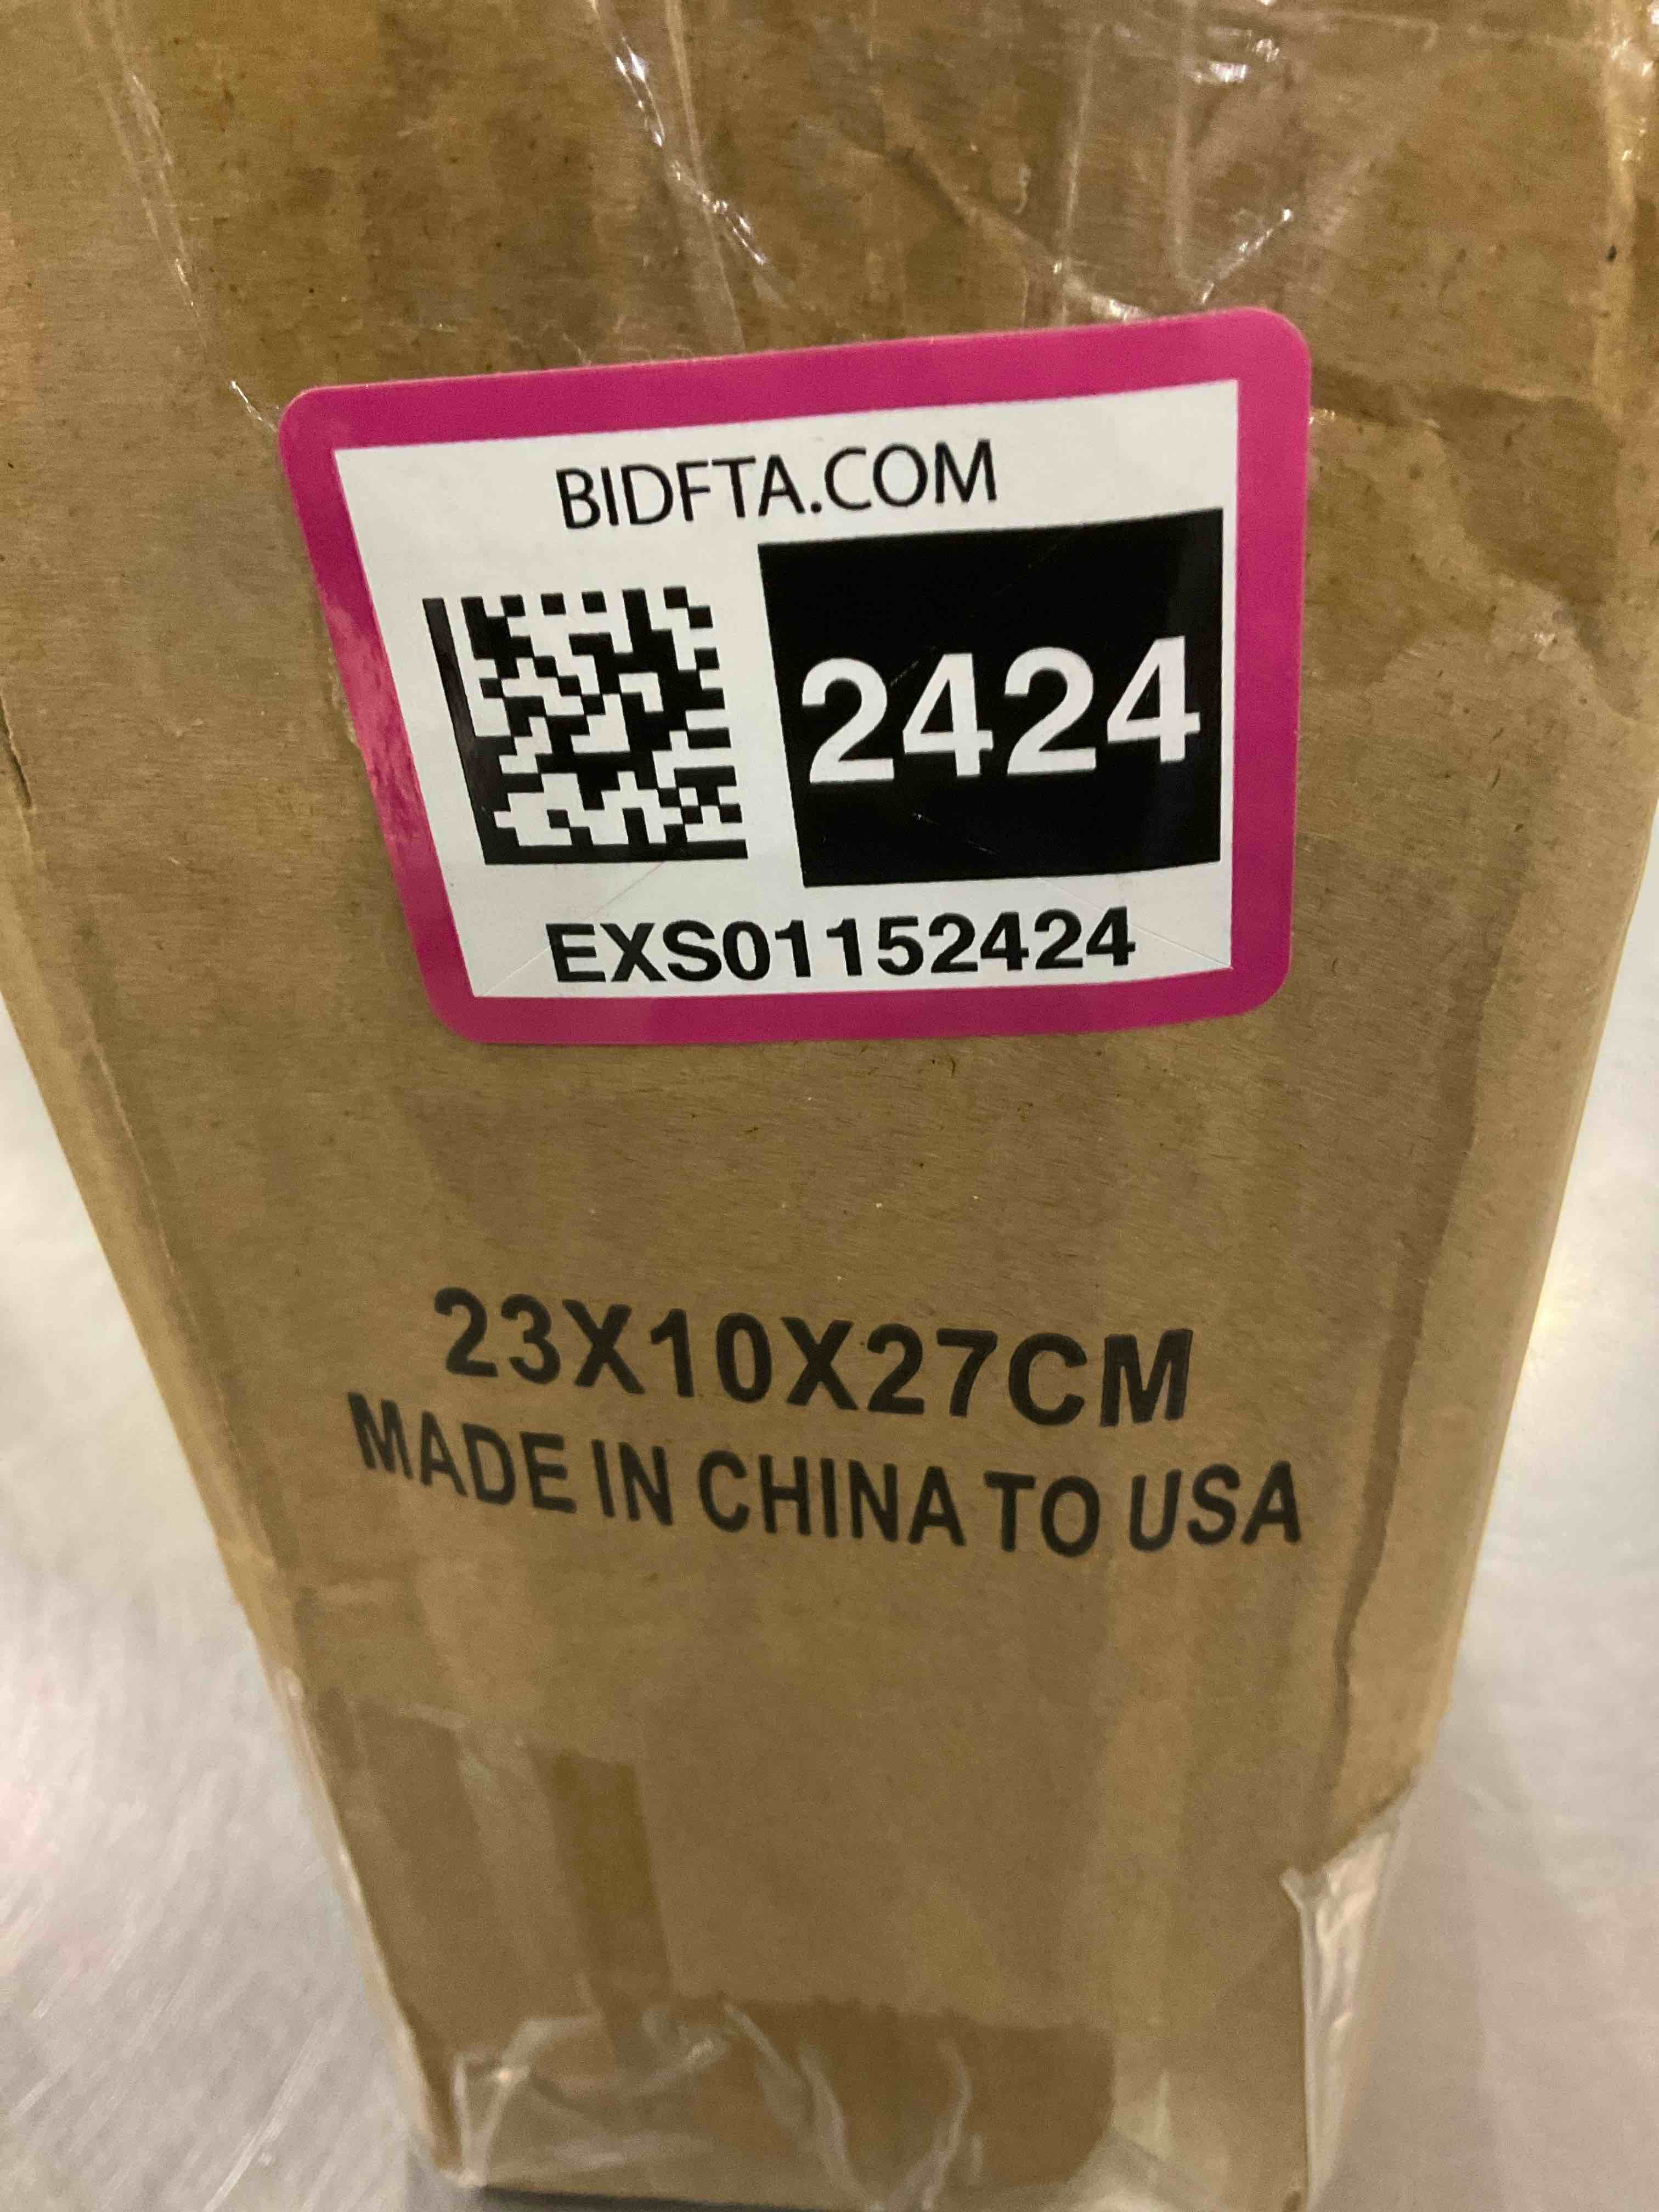 BIDFTA.COM
2424
EXS01152424
23X10X27CM
MADE IN CHINA TO USA